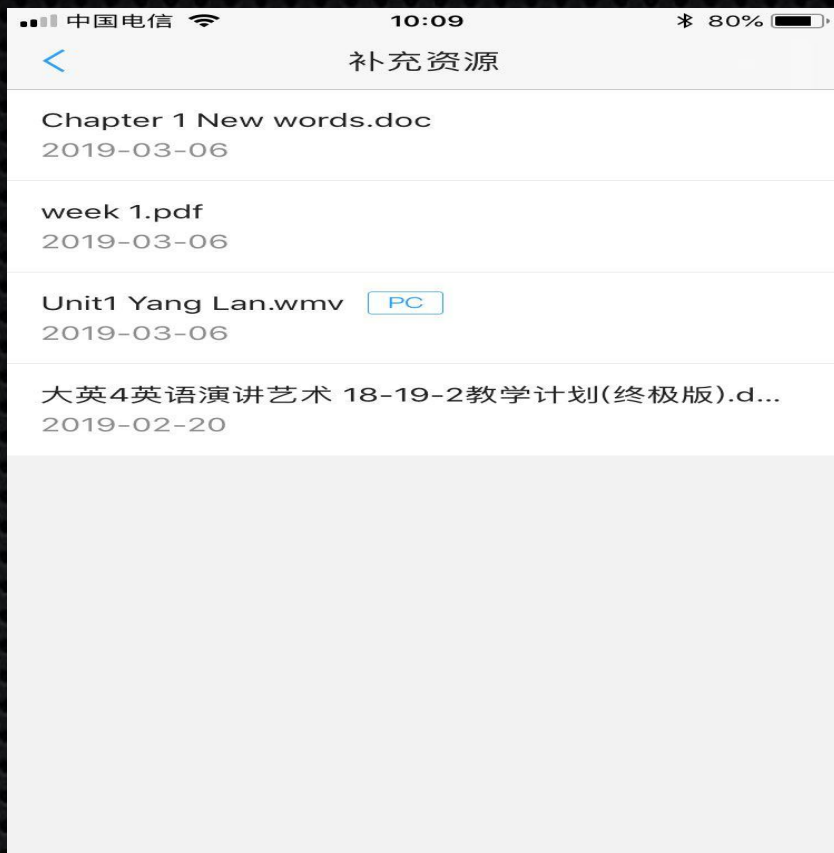 中国电信 10:09 80%
补充资源
Chapter 1 New words.doc
2019-03-06
week 1.pdf
2019-03-06
Unit1 Yang Lan.wmv PC
2019-03-06
大英4英语演讲艺术 18-19-2教学计划(终极版).d...
2019-02-20